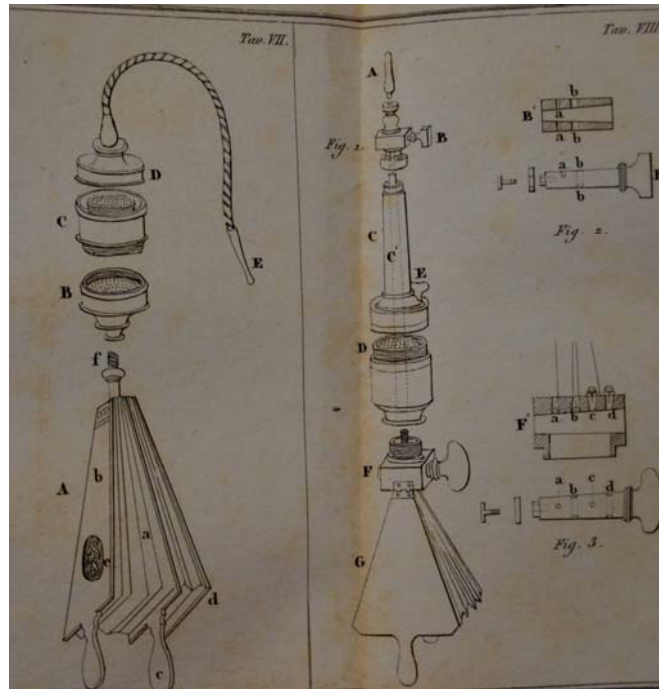 Tav. VII.
D
C
B
E
f
A
b
a
e
d
c
Tav. VIII
A
Fig. 1.
B
C
C'
E
D
F
G
b
B'
a
a b
a b
b
Fig. 2.
F'
a b c d
a c d
b
Fig. 3.